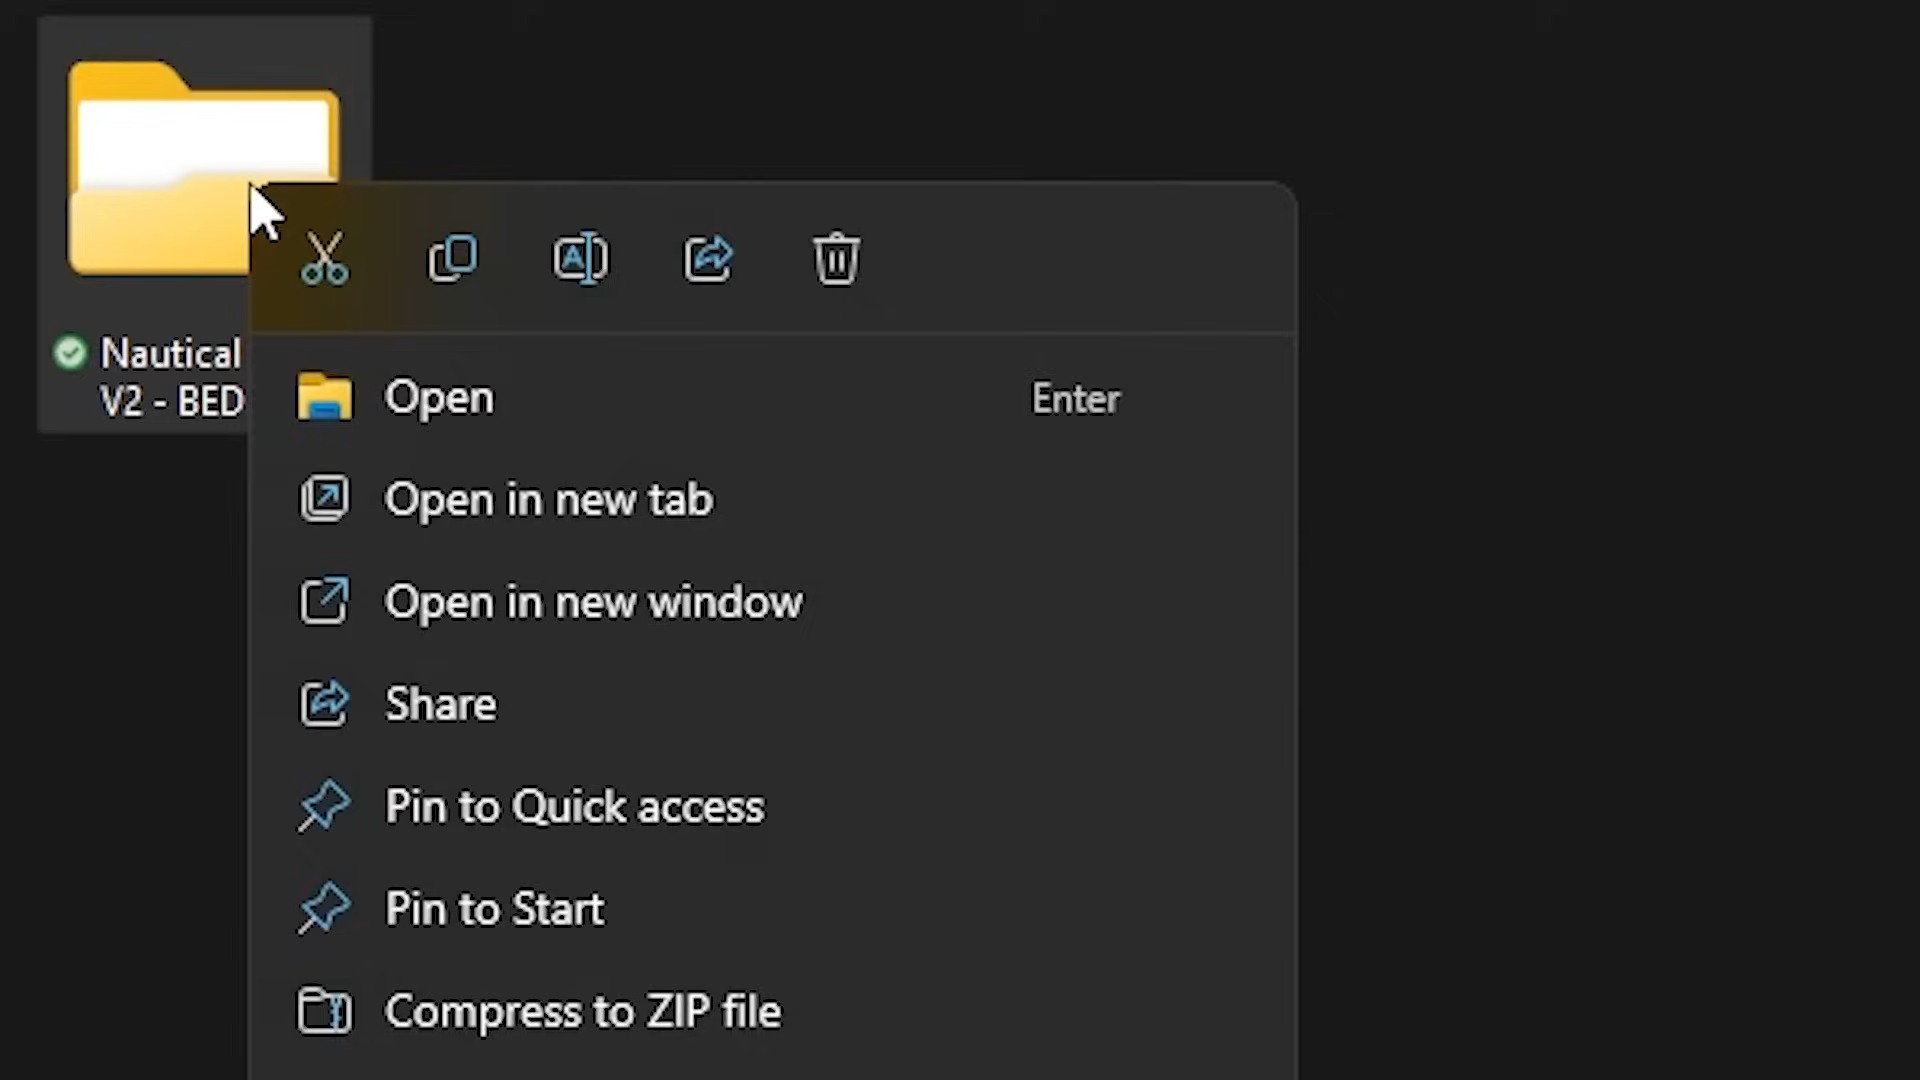 Nautical
V2 - BED
Open Enter
Open in new tab
Open in new window
Share
Pin to Quick access
Pin to Start
Compress to ZIP file